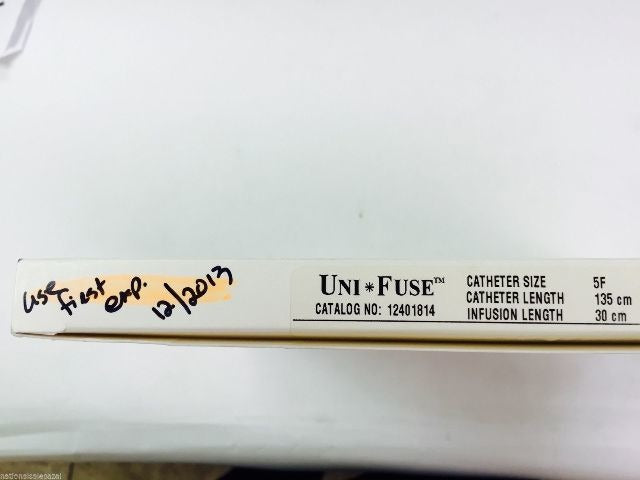 use first exp. 12/2013
UNI*FUSE™
CATALOG NO: 12401814
CATHETER SIZE 5F
CATHETER LENGTH 135 cm
INFUSION LENGTH 30 cm
nationalsalepazal